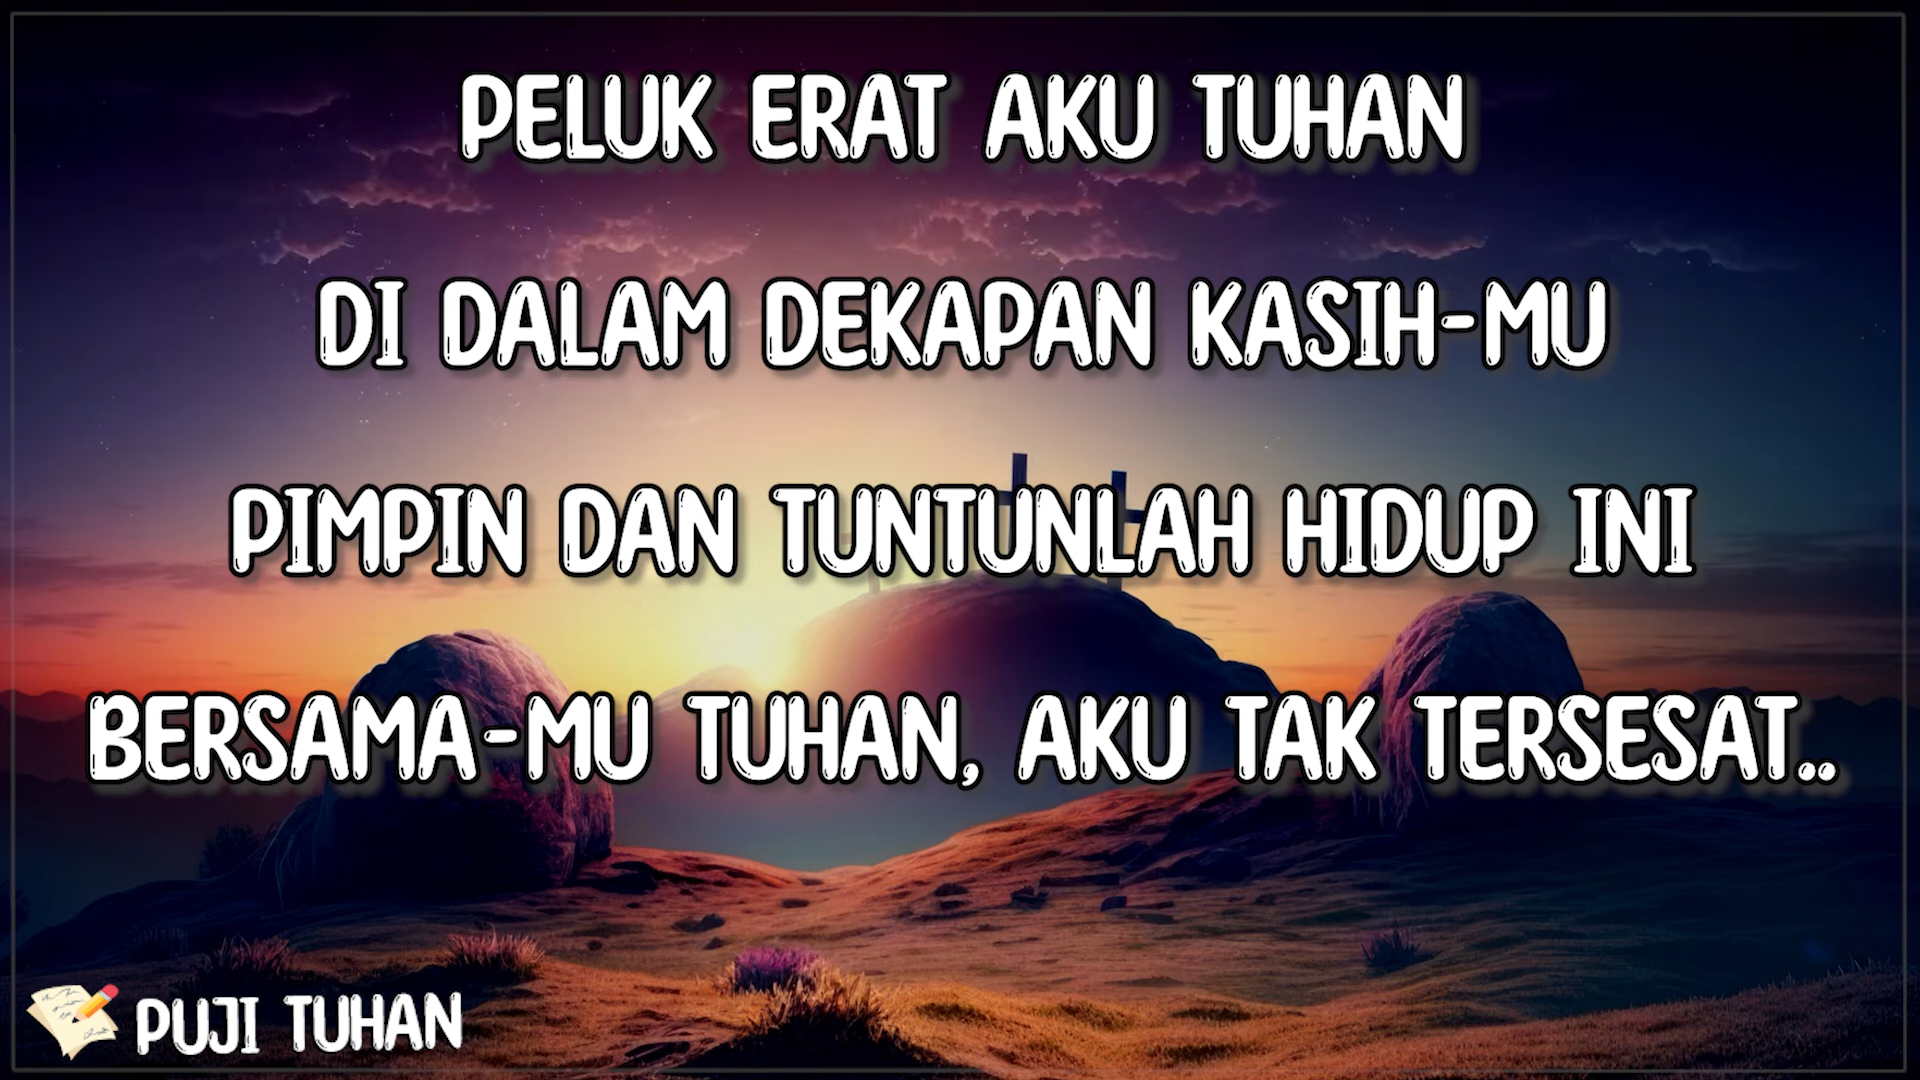 PELUK ERAT AKU TUHAN
DI DALAM DEKAPAN KASIH-MU
PIMPIN DAN TUNTUNLAH HIDUP INI
BERSAMA-MU TUHAN, AKU TAK TERSESAT..
PUJI TUHAN